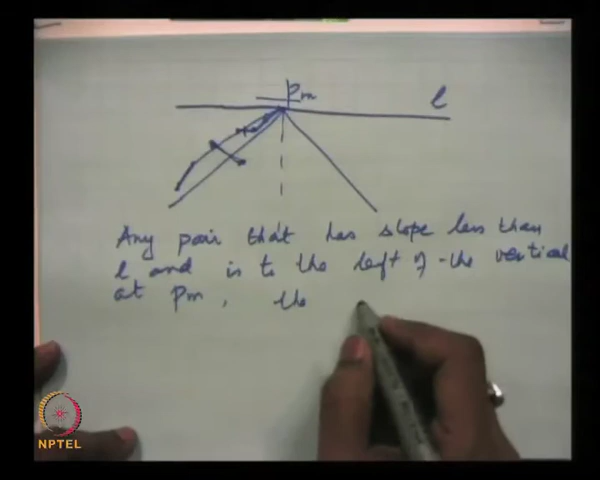 Pm
l
Any pair that has slope less than
l and is to the left of the vertical
at Pm, the
NPTEL